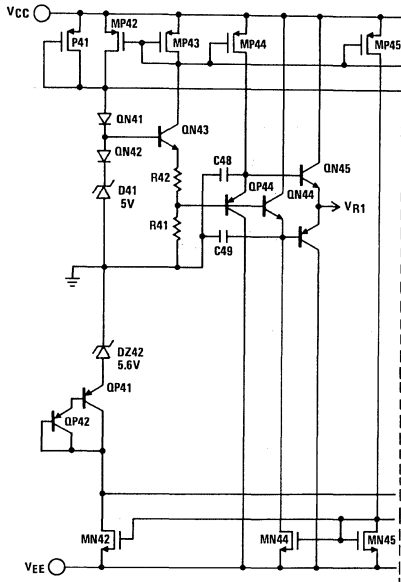 VCC
P41
MP42
MP43
MP44
MP45
QN41
QN42
QN43
D41
5V
R42
R41
C48
C49
QP44
QN44
QN45
VR1
DZ42
5.6V
QP41
QP42
MN42
MN44
MN45
VEE